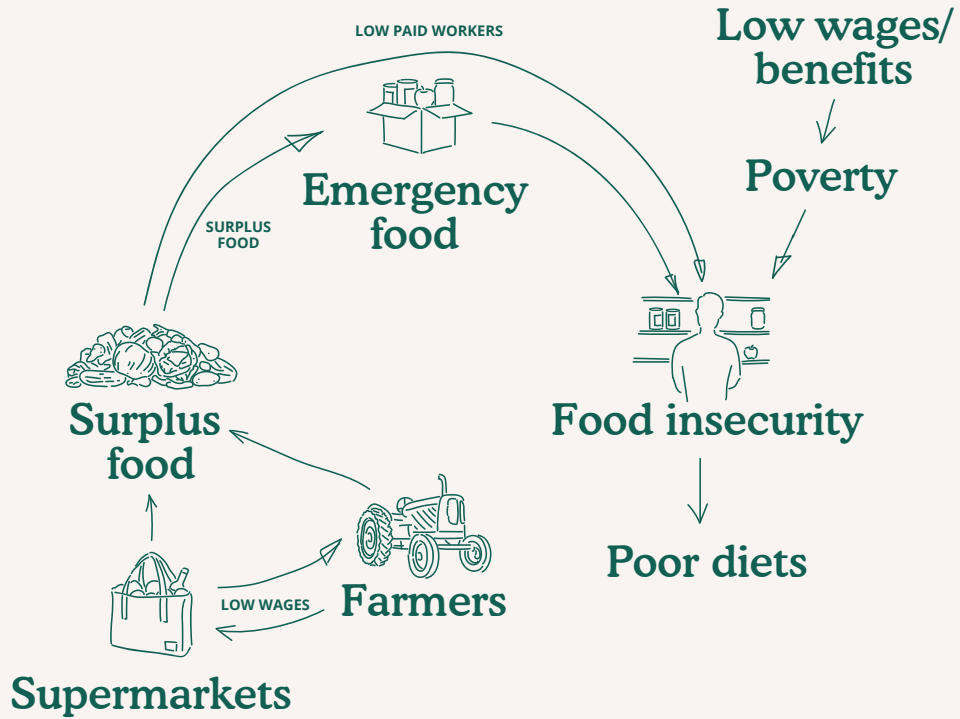 LOW PAID WORKERS
Low wages/
benefits
Poverty
Emergency
food
SURPLUS
FOOD
Surplus
food
Food insecurity
Poor diets
LOW WAGES
Farmers
Supermarkets